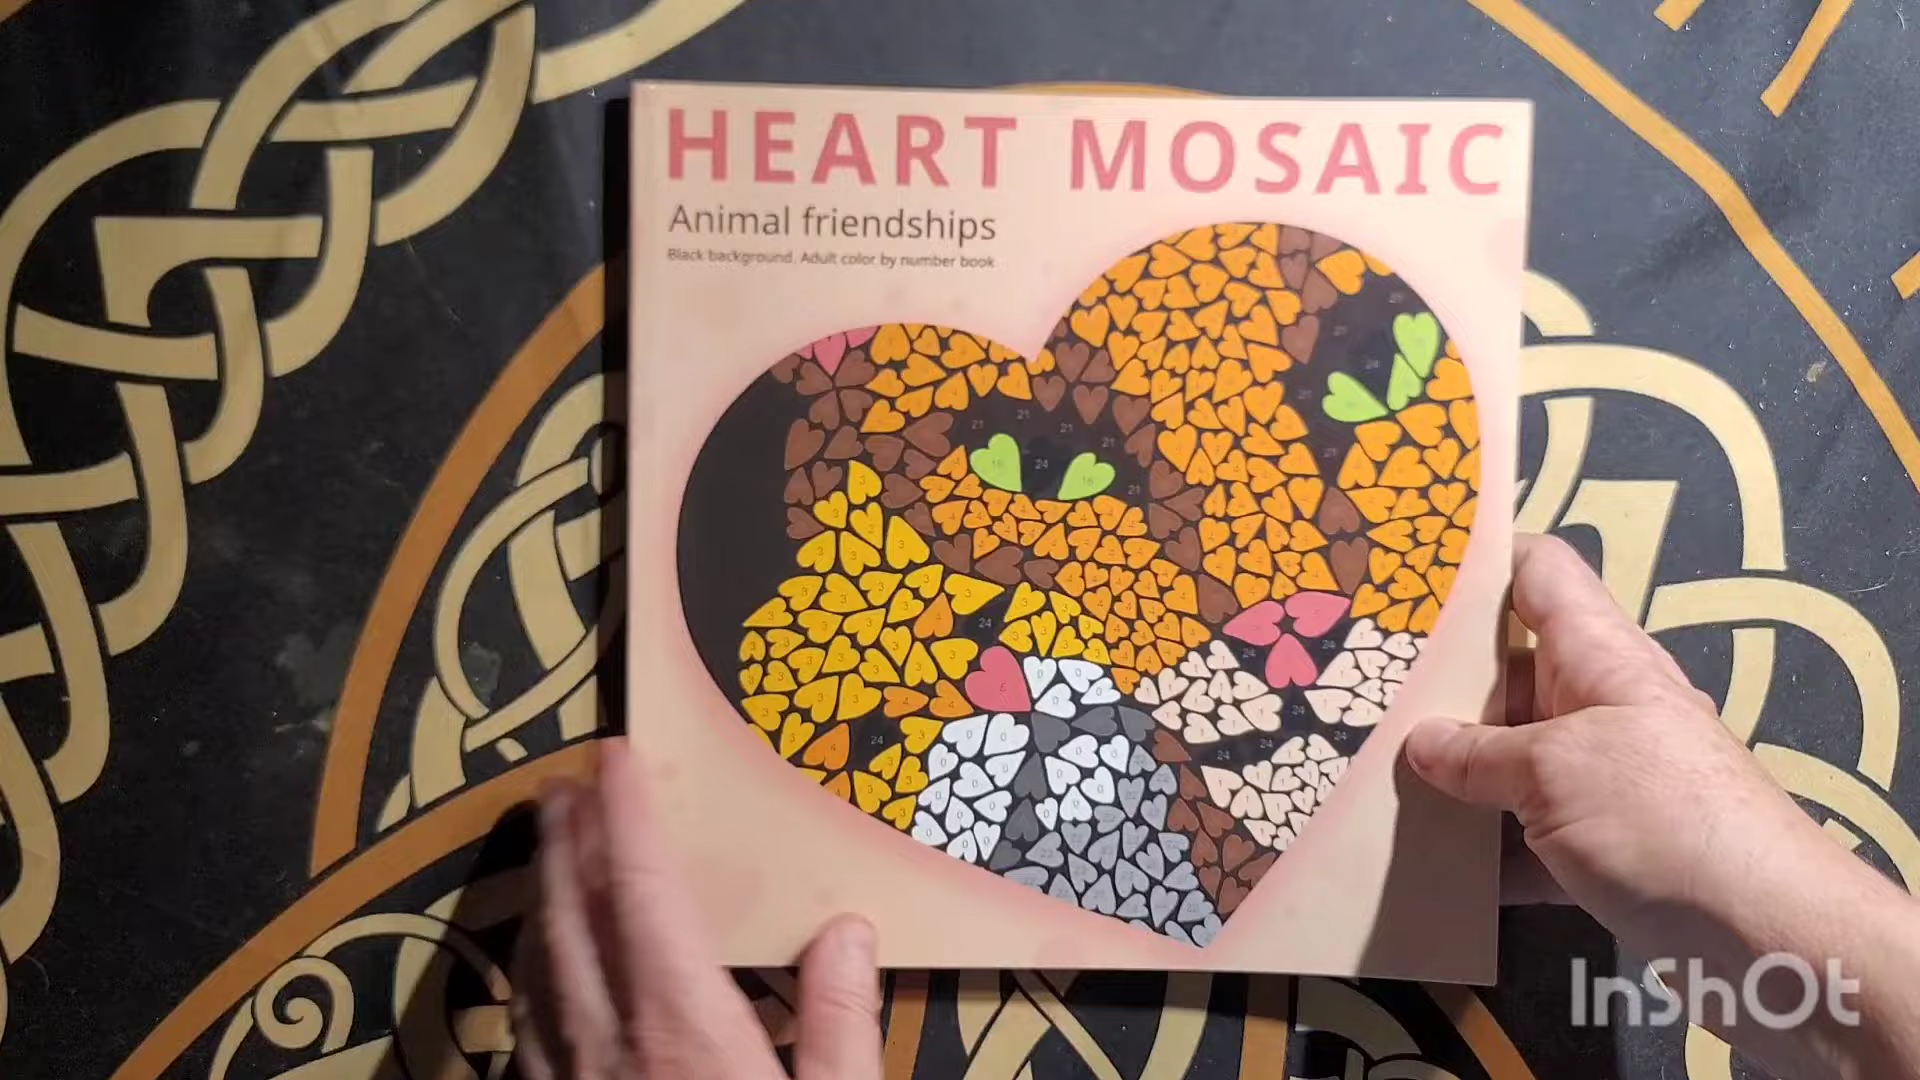 HEART MOSAIC
Animal friendships
Black background. Adult color by number book
InShOt